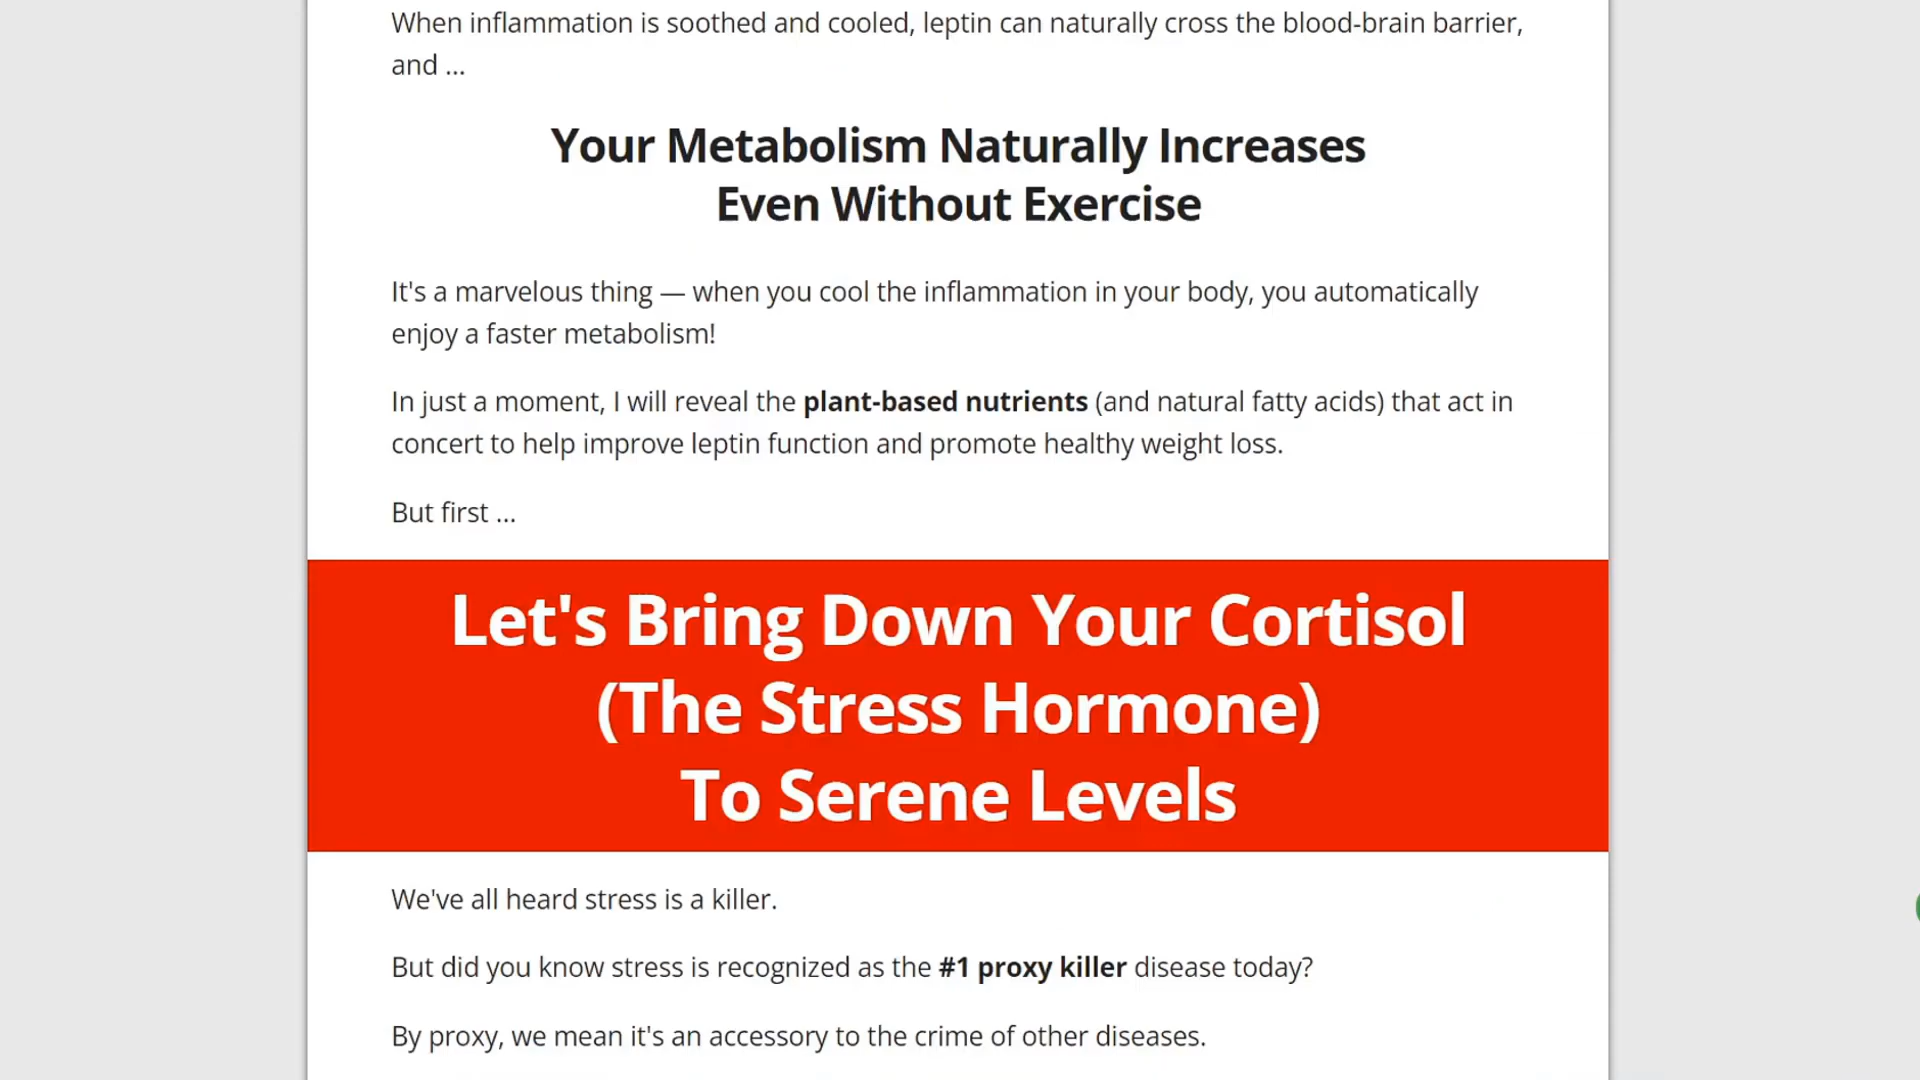 When inflammation is soothed and cooled, leptin can naturally cross the blood-brain barrier,
and ...
Your Metabolism Naturally Increases
Even Without Exercise
It's a marvelous thing — when you cool the inflammation in your body, you automatically
enjoy a faster metabolism!
In just a moment, I will reveal the plant-based nutrients (and natural fatty acids) that act in
concert to help improve leptin function and promote healthy weight loss.
But first ...
Let's Bring Down Your Cortisol
(The Stress Hormone)
To Serene Levels
We've all heard stress is a killer.
But did you know stress is recognized as the #1 proxy killer disease today?
By proxy, we mean it's an accessory to the crime of other diseases.